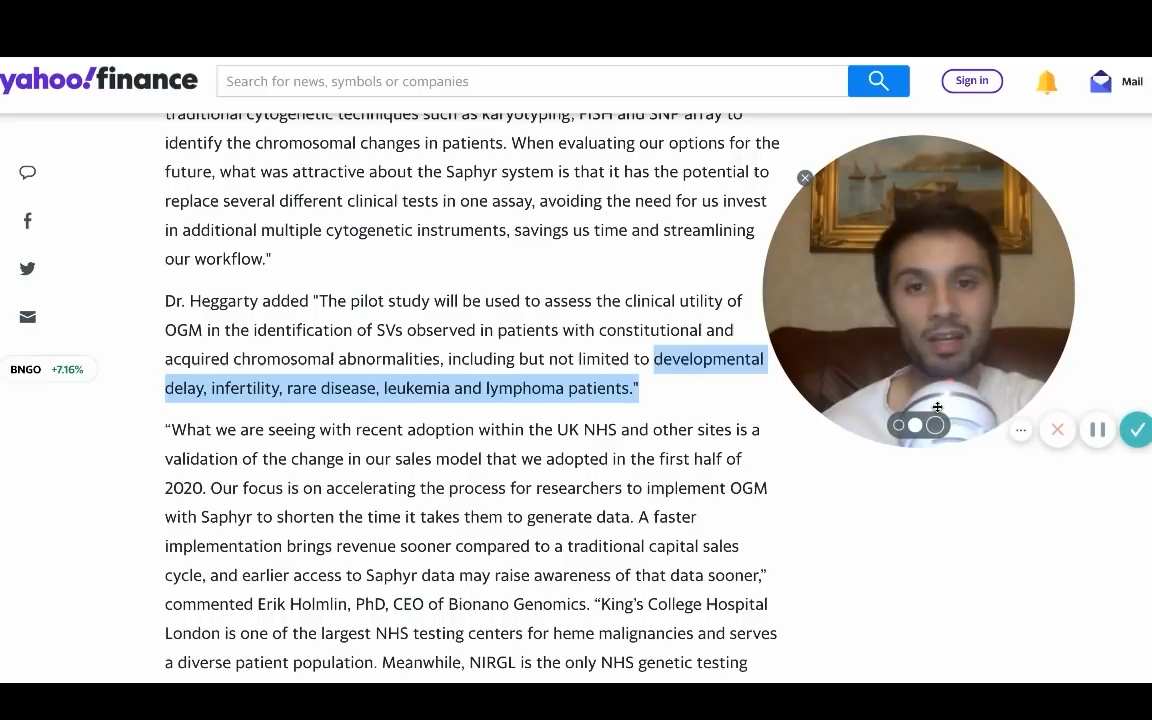 yahoo!finance
Search for news, symbols or companies
Sign in
Mail
traditional cytogenetic techniques such as karyotyping, FISH and SNP array to
identify the chromosomal changes in patients. When evaluating our options for the
future, what was attractive about the Saphyr system is that it has the potential to
replace several different clinical tests in one assay, avoiding the need for us invest
in additional multiple cytogenetic instruments, savings us time and streamlining
our workflow."
Dr. Heggarty added "The pilot study will be used to assess the clinical utility of
OGM in the identification of SVs observed in patients with constitutional and
acquired chromosomal abnormalities, including but not limited to developmental
delay, infertility, rare disease, leukemia and lymphoma patients."
BNGO +7.16%
“What we are seeing with recent adoption within the UK NHS and other sites is a
validation of the change in our sales model that we adopted in the first half of
2020. Our focus is on accelerating the process for researchers to implement OGM
with Saphyr to shorten the time it takes them to generate data. A faster
implementation brings revenue sooner compared to a traditional capital sales
cycle, and earlier access to Saphyr data may raise awareness of that data sooner,”
commented Erik Holmlin, PhD, CEO of Bionano Genomics. “King’s College Hospital
London is one of the largest NHS testing centers for heme malignancies and serves
a diverse patient population. Meanwhile, NIRGL is the only NHS genetic testing